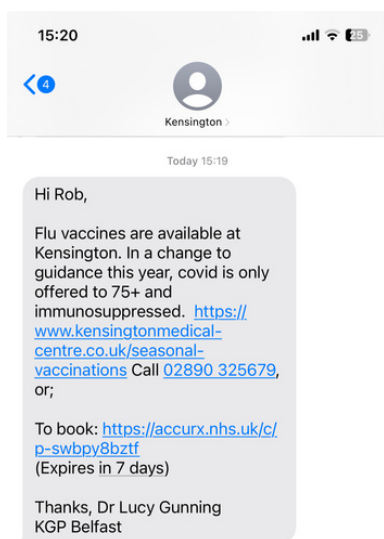 15:20
25
4
Kensington
Today 15:19
Hi Rob,
Flu vaccines are available at
Kensington. In a change to
guidance this year, covid is only
offered to 75+ and
immunosuppressed. https://
www.kensingtonmedical-
centre.co.uk/seasonal-
vaccinations Call 02890 325679,
or;
To book: https://accurx.nhs.uk/c/
p-swbpy8bztf
(Expires in 7 days)
Thanks, Dr Lucy Gunning
KGP Belfast